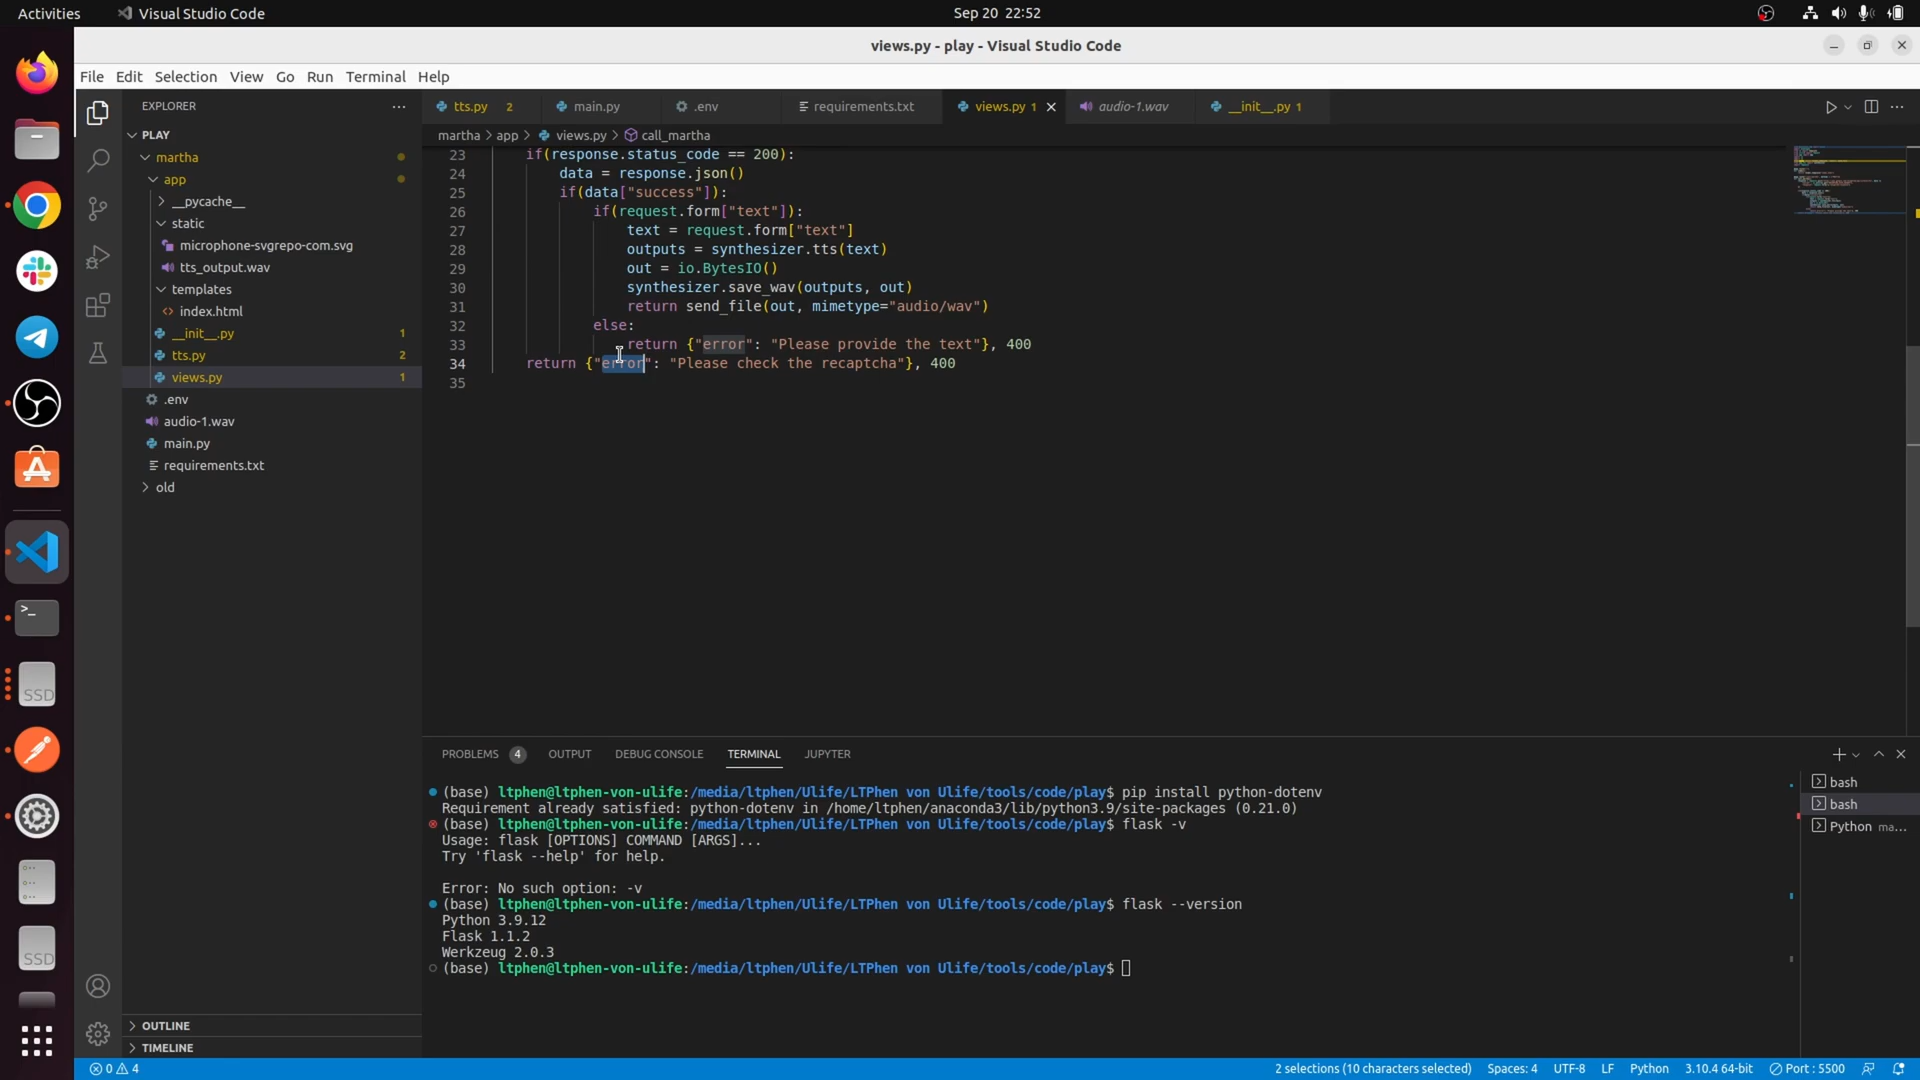 Activities
Visual Studio Code
Sep 20 22:52
views.py - play - Visual Studio Code
File Edit Selection View Go Run Terminal Help
EXPLORER
tts.py 2
main.py
.env
requirements.txt
views.py 1
audio-1.wav
__init__.py 1
martha > app > views.py > call_martha
PLAY
martha
app
__pycache__
static
microphone-svgrepo-com.svg
tts_output.wav
templates
index.html
__init__.py 1
tts.py 2
views.py 1
.env
audio-1.wav
main.py
requirements.txt
old
OUTLINE
TIMELINE
23 if(response.status_code == 200):
24 data = response.json()
25 if(data["success"]):
26 if(request.form["text"]):
27 text = request.form["text"]
28 outputs = synthesizer.tts(text)
29 out = io.BytesIO()
30 synthesizer.save_wav(outputs, out)
31 return send_file(out, mimetype="audio/wav")
32 else:
33 return {"error": "Please provide the text"}, 400
34 return {"error": "Please check the recaptcha"}, 400
35
PROBLEMS 4 OUTPUT DEBUG CONSOLE TERMINAL JUPYTER
(base) ltphen@ltphen-von-ulife:/media/ltphen/Ulife/LTPhen von Ulife/tools/code/play$ pip install python-dotenv
Requirement already satisfied: python-dotenv in /home/ltphen/anaconda3/lib/python3.9/site-packages (0.21.0)
(base) ltphen@ltphen-von-ulife:/media/ltphen/Ulife/LTPhen von Ulife/tools/code/play$ flask -v
Usage: flask [OPTIONS] COMMAND [ARGS]...
Try 'flask --help' for help.
Error: No such option: -v
(base) ltphen@ltphen-von-ulife:/media/ltphen/Ulife/LTPhen von Ulife/tools/code/play$ flask --version
Python 3.9.12
Flask 1.1.2
Werkzeug 2.0.3
(base) ltphen@ltphen-von-ulife:/media/ltphen/Ulife/LTPhen von Ulife/tools/code/play$
bash
bash
Python ma...
SSD
SSD
0 4
2 selections (10 characters selected) Spaces: 4 UTF-8 LF Python 3.10.4 64-bit Port : 5500